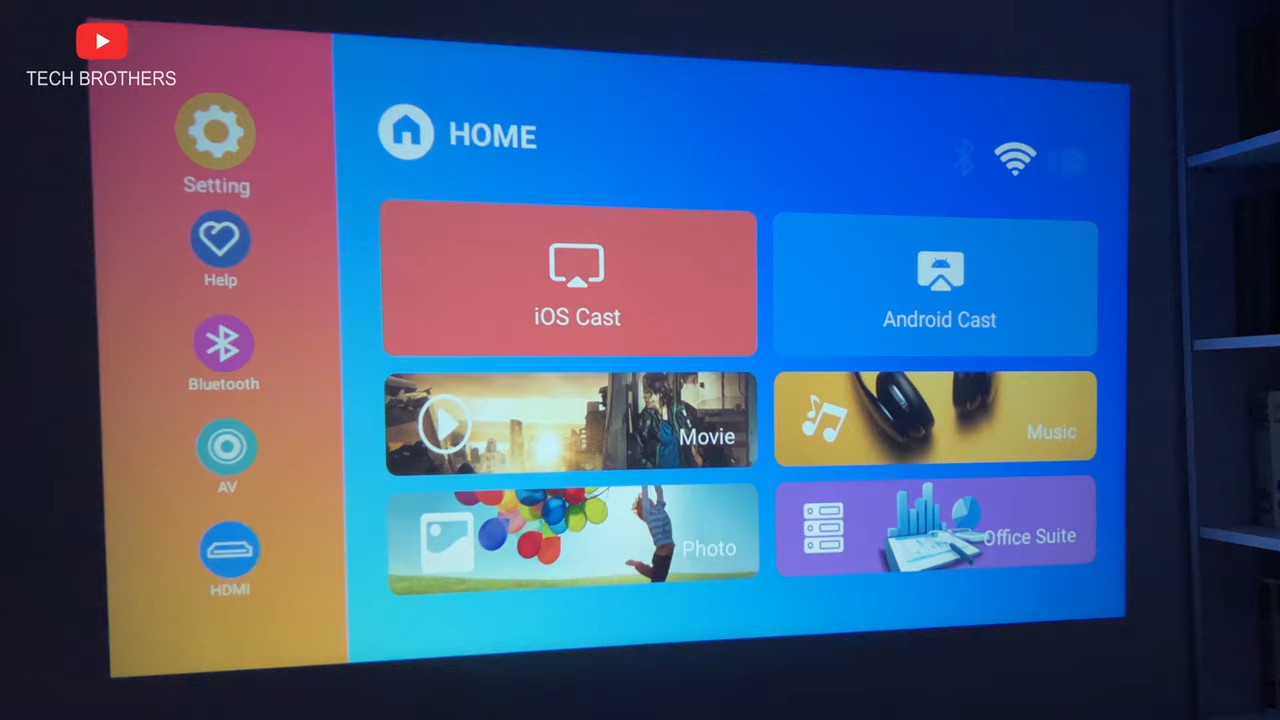 TECH BROTHERS
Setting
Help
Bluetooth
AV
HDMI
HOME
iOS Cast
Android Cast
Movie
Music
Photo
Office Suite